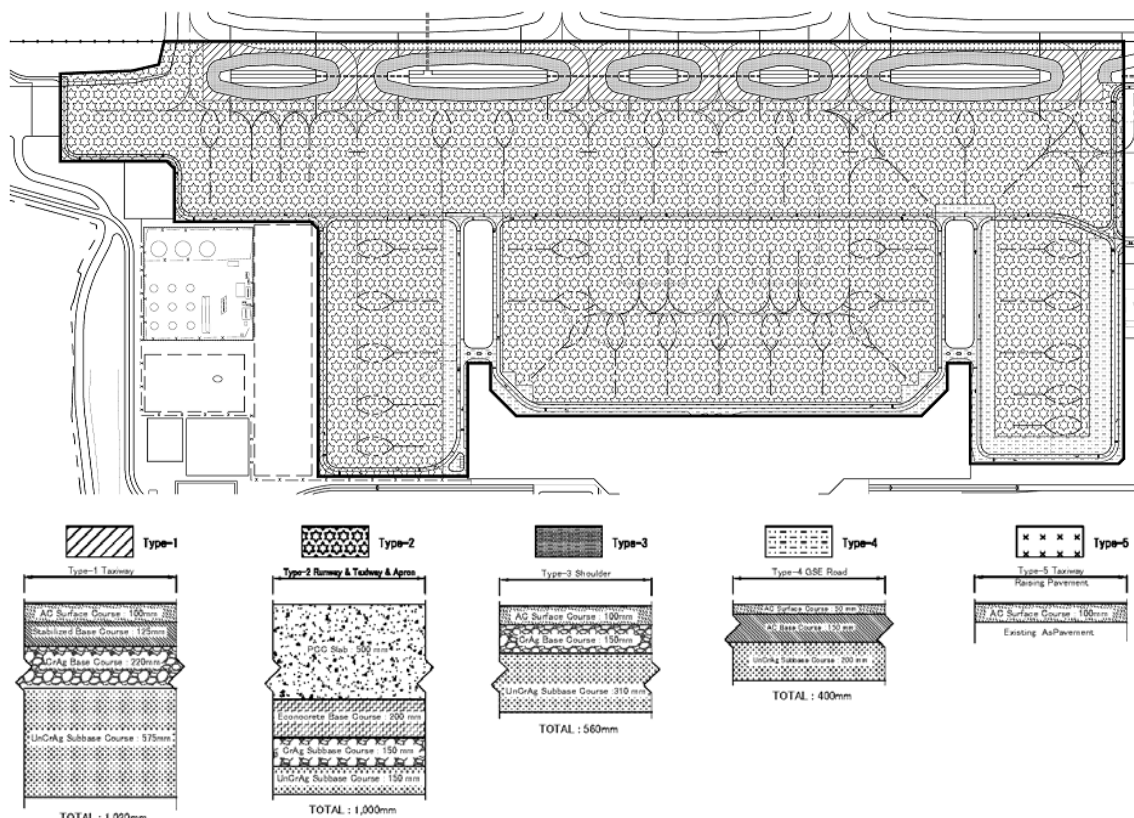 Type-1
Type-1 Taxiway
AC Surface Course : 100mm
Stabilized Base Course : 125mm
CrAg Base Course : 220mm
UnCrAg Subbase Course : 575mm
TOTAL : 1,020mm
Type-2
Type-2 Runway & Taxiway & Apron
PCC Slab : 500 mm
Econocrete Base Course : 200 mm
CrAg Subbase Course : 150 mm
UnCrAg Subbase Course : 150 mm
TOTAL : 1,000mm
Type-3
Type-3 Shoulder
AC Surface Course : 100mm
CrAg Base Course : 150mm
UnCrAg Subbase Course : 310 mm
TOTAL : 560mm
Type-4
Type-4 GSE Road
AC Surface Course : 50 mm
AC Base Course : 150 mm
UnCrAg Subbase Course : 200 mm
TOTAL : 400mm
Type-5
Type-5 Taxiway
Raising Pavement
AC Surface Course : 100mm
Existing AsPavement